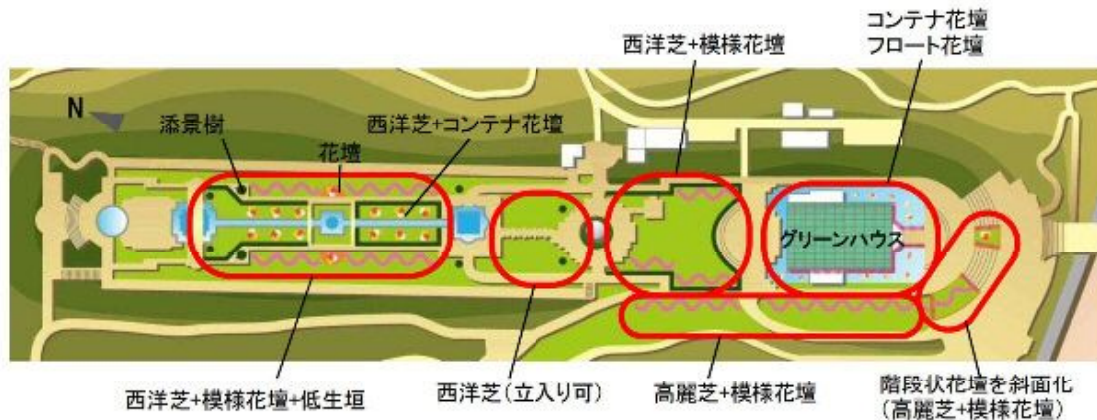 コンテナ花壇
フロート花壇
西洋芝+模様花壇
N
添景樹
西洋芝+コンテナ花壇
花壇
グリーンハウス
西洋芝+模様花壇+低生垣
西洋芝(立入り可)
高麗芝+模様花壇
階段状花壇を斜面化
(高麗芝+模様花壇)